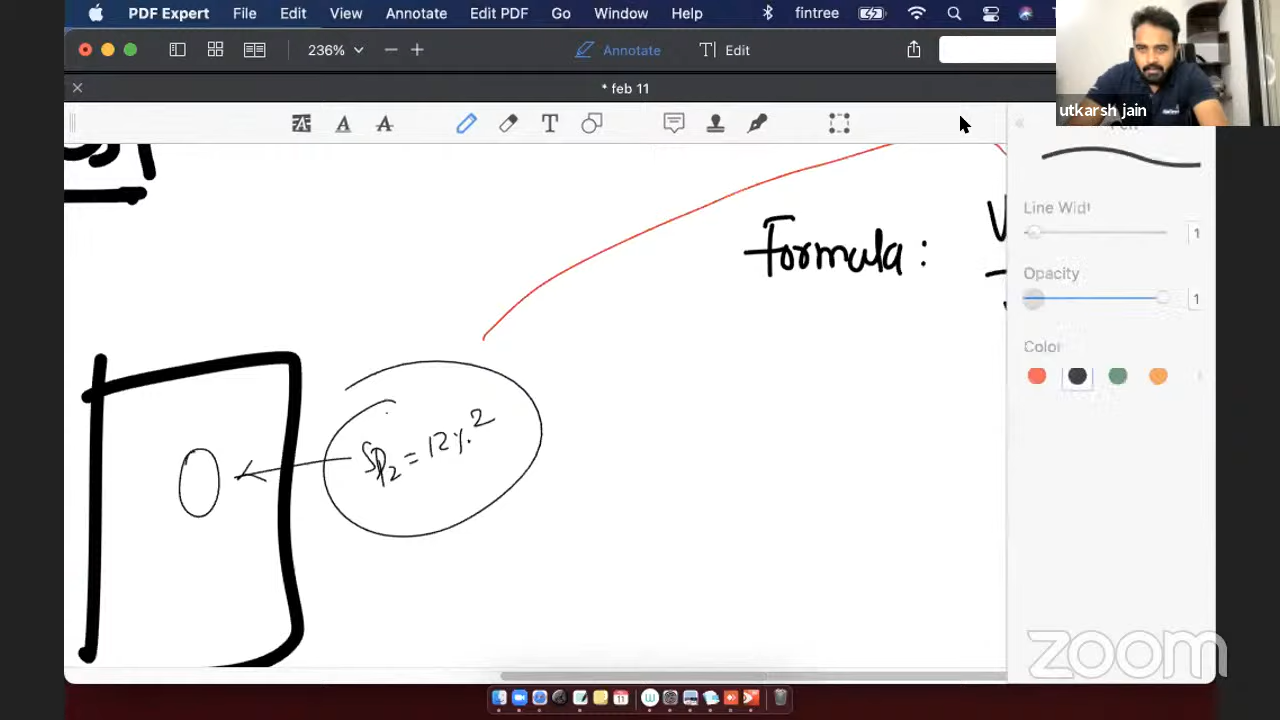 PDF Expert File Edit View Annotate Edit PDF Go Window Help fintree
236% Annotate T| Edit
* feb 11
utkarsh jain
Line Widt
1
Opacity
1
Color
Formula :
Sp2 = 12%.2
zoom